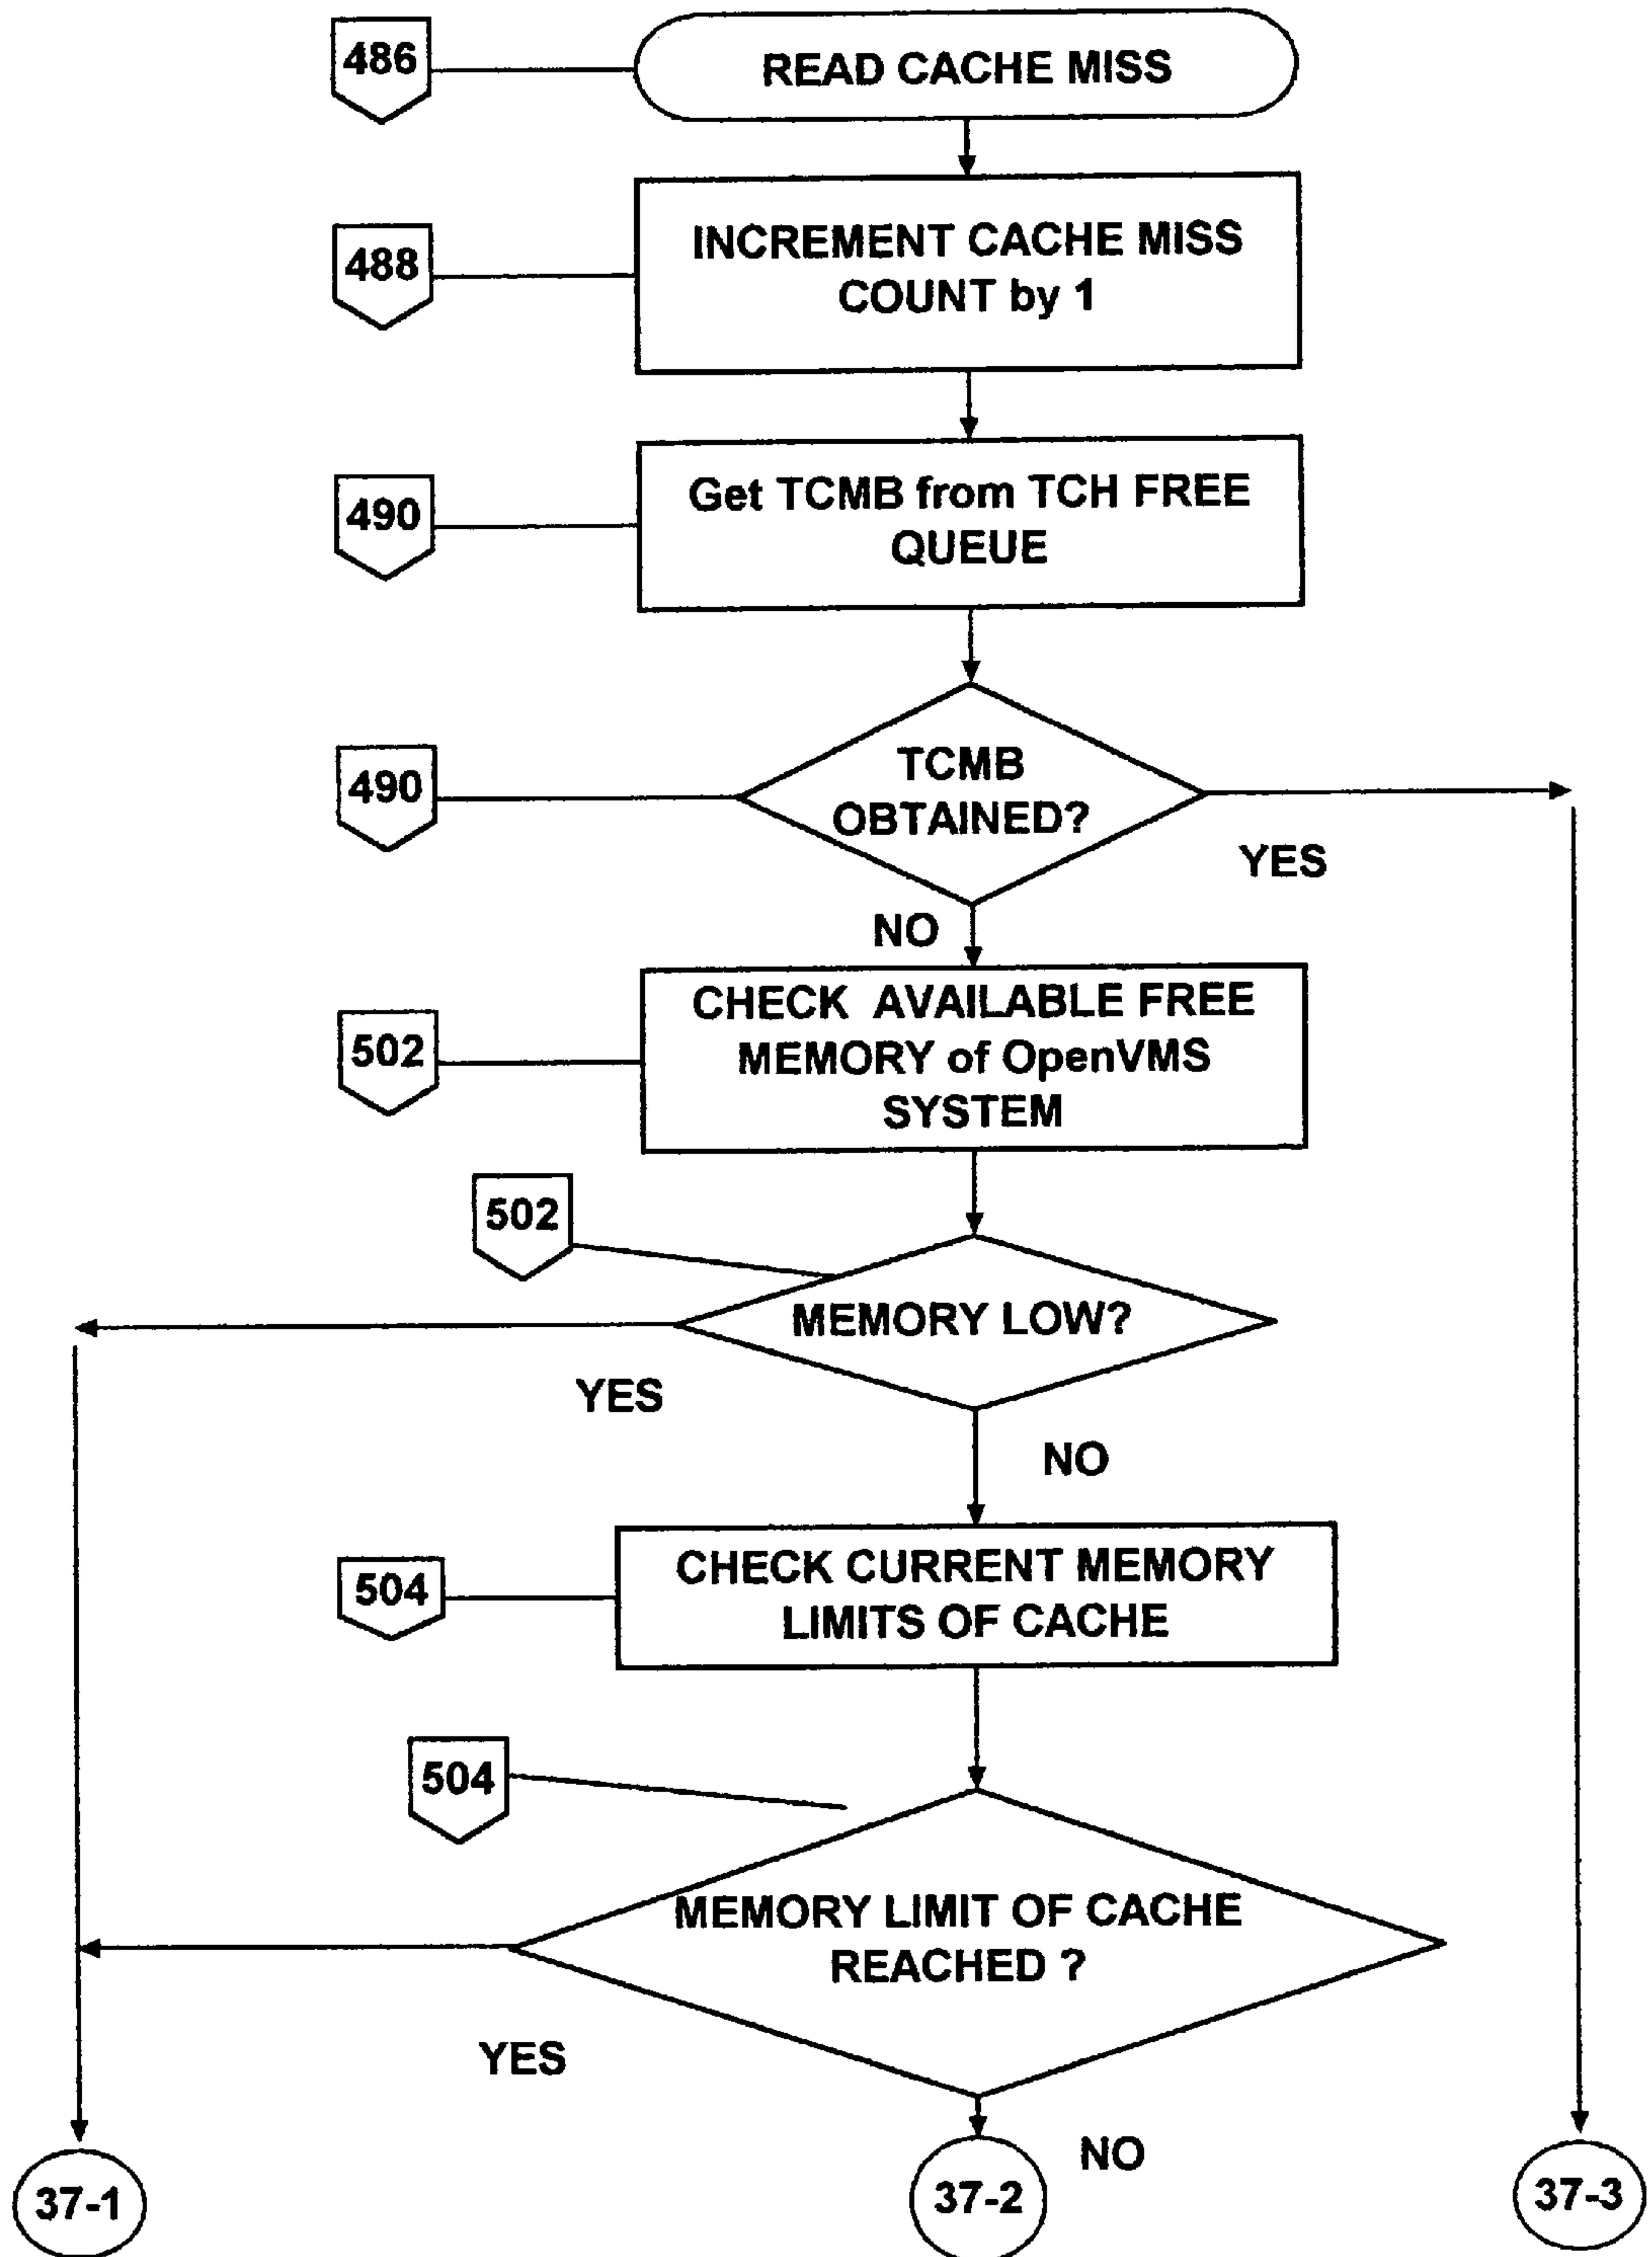 486
READ CACHE MISS
488
INCREMENT CACHE MISS
COUNT by 1
490
Get TCMB from TCH FREE
QUEUE
490
TCMB
OBTAINED?
YES
NO
502
CHECK AVAILABLE FREE
MEMORY of OpenVMS
SYSTEM
502
MEMORY LOW?
YES
NO
504
CHECK CURRENT MEMORY
LIMITS OF CACHE
504
MEMORY LIMIT OF CACHE
REACHED ?
YES
NO
37-1
37-2
37-3